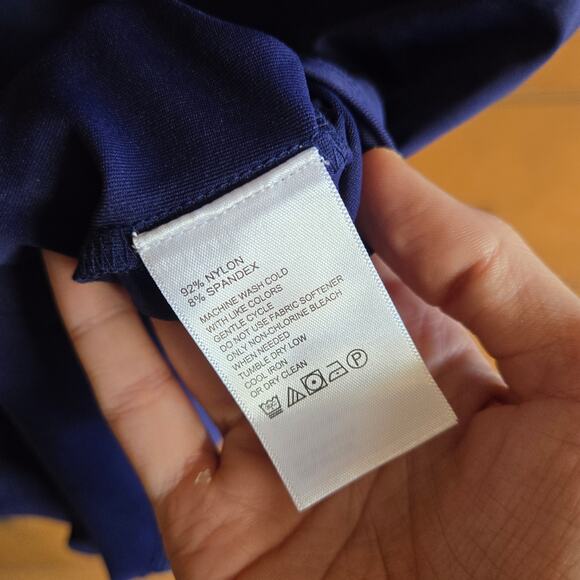 92% NYLON
8% SPANDEX
MACHINE WASH COLD
WITH LIKE COLORS
GENTLE CYCLE
DO NOT USE FABRIC SOFTENER
ONLY NON-CHLORINE BLEACH
WHEN NEEDED
TUMBLE DRY LOW
COOL IRON
OR DRY CLEAN
P